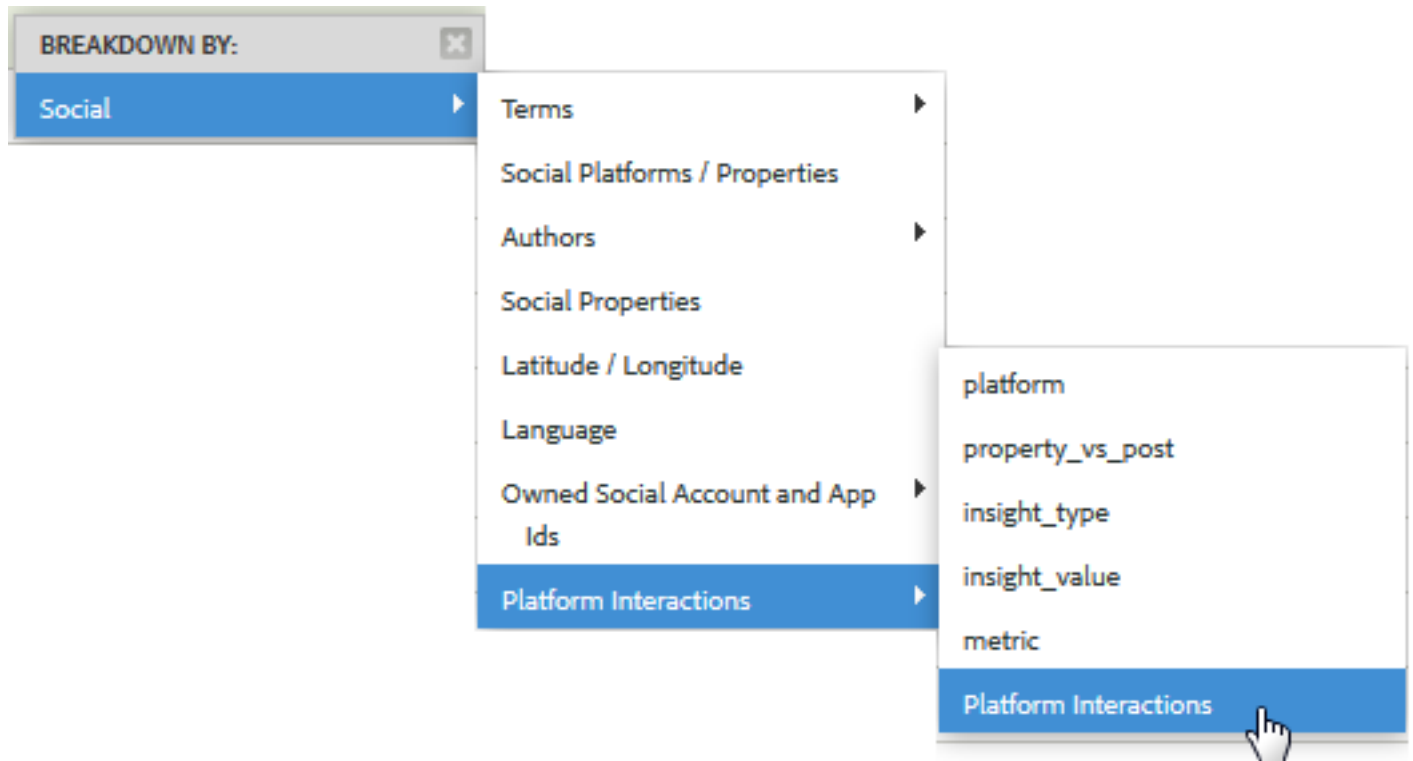 BREAKDOWN BY:
Social
Terms
Social Platforms / Properties
Authors
Social Properties
Latitude / Longitude
Language
Owned Social Account and App
Ids
Platform Interactions
platform
property_vs_post
insight_type
insight_value
metric
Platform Interactions